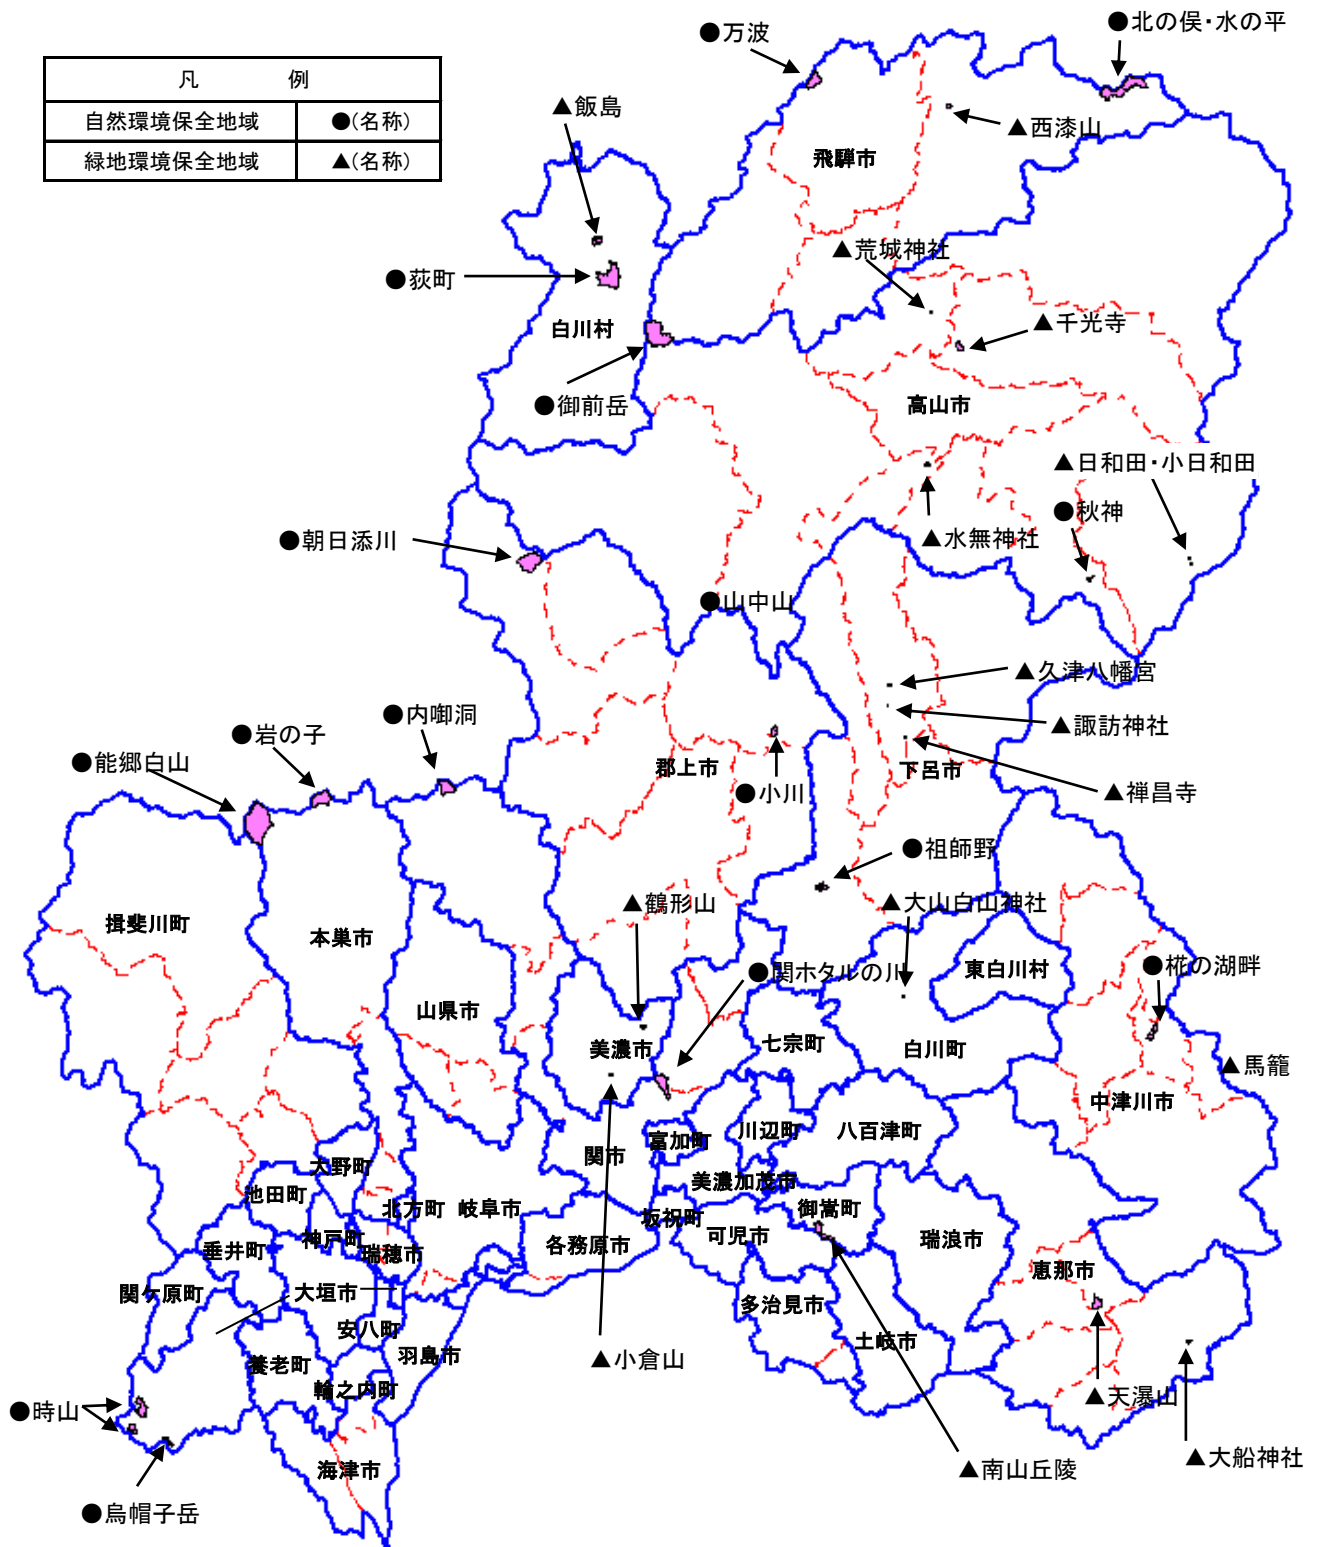 ●北の俣・水の平
●万波
凡　例
自然環境保全地域 ●(名称)
緑地環境保全地域 ▲(名称)
▲飯島
▲西漆山
飛騨市
▲荒城神社
●荻町
白川村
▲千光寺
●御前岳
高山市
▲日和田・小日和田
●秋神
▲水無神社
●朝日添川
●山中山
▲久津八幡宮
▲諏訪神社
●内啣洞
●岩の子
●能郷白山
郡上市
下呂市
●小川
▲禅昌寺
●祖師野
▲鶴形山
▲大山白山神社
揖斐川町
本巣市
●関ホタルの川
東白川村
●椛の湖畔
山県市
美濃市
七宗町
白川町
▲馬籠
中津川市
富加町
川辺町
八百津町
関市
大野町
池田町
美濃加茂市
北方町
岐阜市
坂祝町
御嵩町
神戸町
瑞穂市
各務原市
可児市
瑞浪市
垂井町
恵那市
関ケ原町
大垣市
多治見市
安八町
土岐市
羽島市
▲小倉山
養老町
輪之内町
▲天瀑山
●時山
▲大船神社
海津市
▲南山丘陵
●烏帽子岳